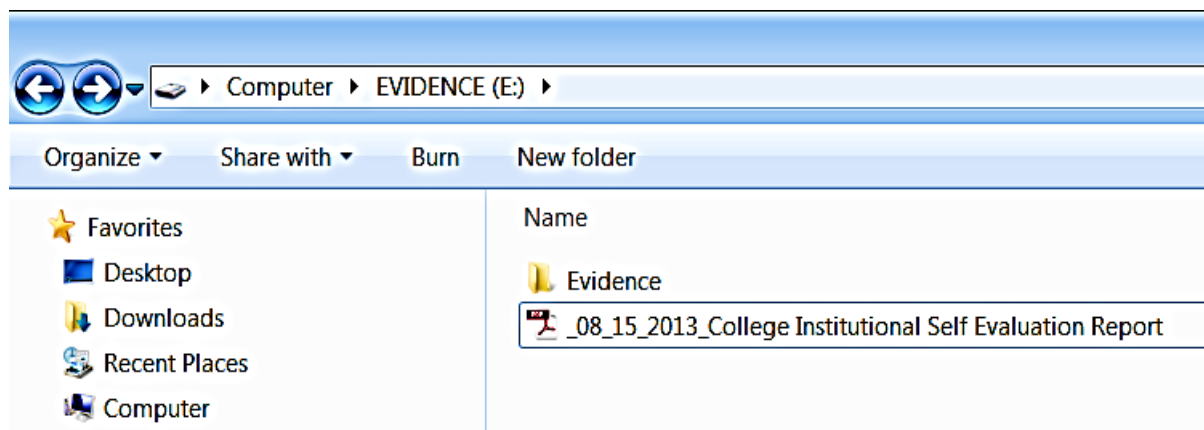 Computer EVIDENCE (E:)
Organize Share with Burn New folder
Favorites
Desktop
Downloads
Recent Places
Computer
Name
Evidence
_08_15_2013_College Institutional Self Evaluation Report